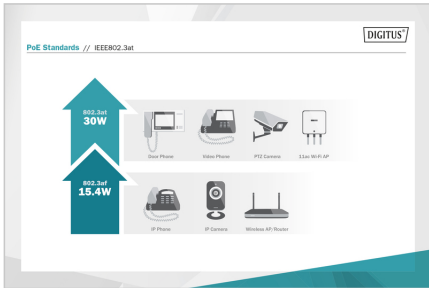 DIGITUS®
PoE Standards // IEEE802.3at
802.3at
30W
Door Phone Video Phone PTZ Camera 11ac Wi-Fi AP
802.3af
15.4W
IP Phone IP Camera Wireless AP/Router